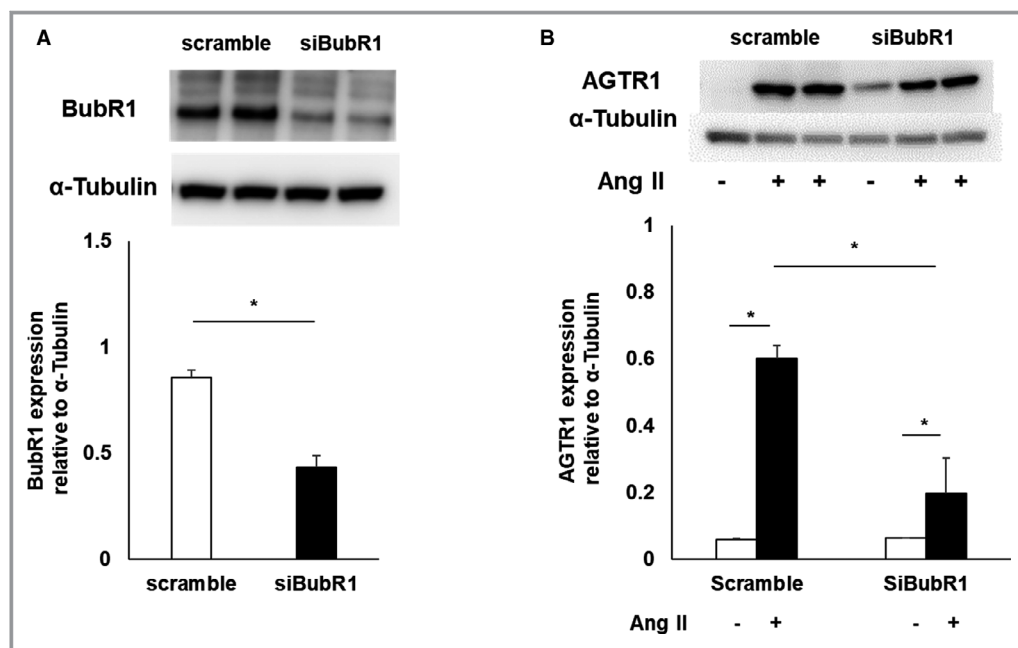 A
scramble siBubR1
BubR1
α-Tubulin
1.5
1
0.5
0
BubR1 expression
relative to α-Tubulin
*
scramble siBubR1
B
scramble siBubR1
AGTR1
α-Tubulin
Ang II - + + - + +
1
0.8
0.6
0.4
0.2
0
AGTR1 expression
relative to α-Tubulin
*
*
*
Scramble SiBubR1
Ang II - + - +